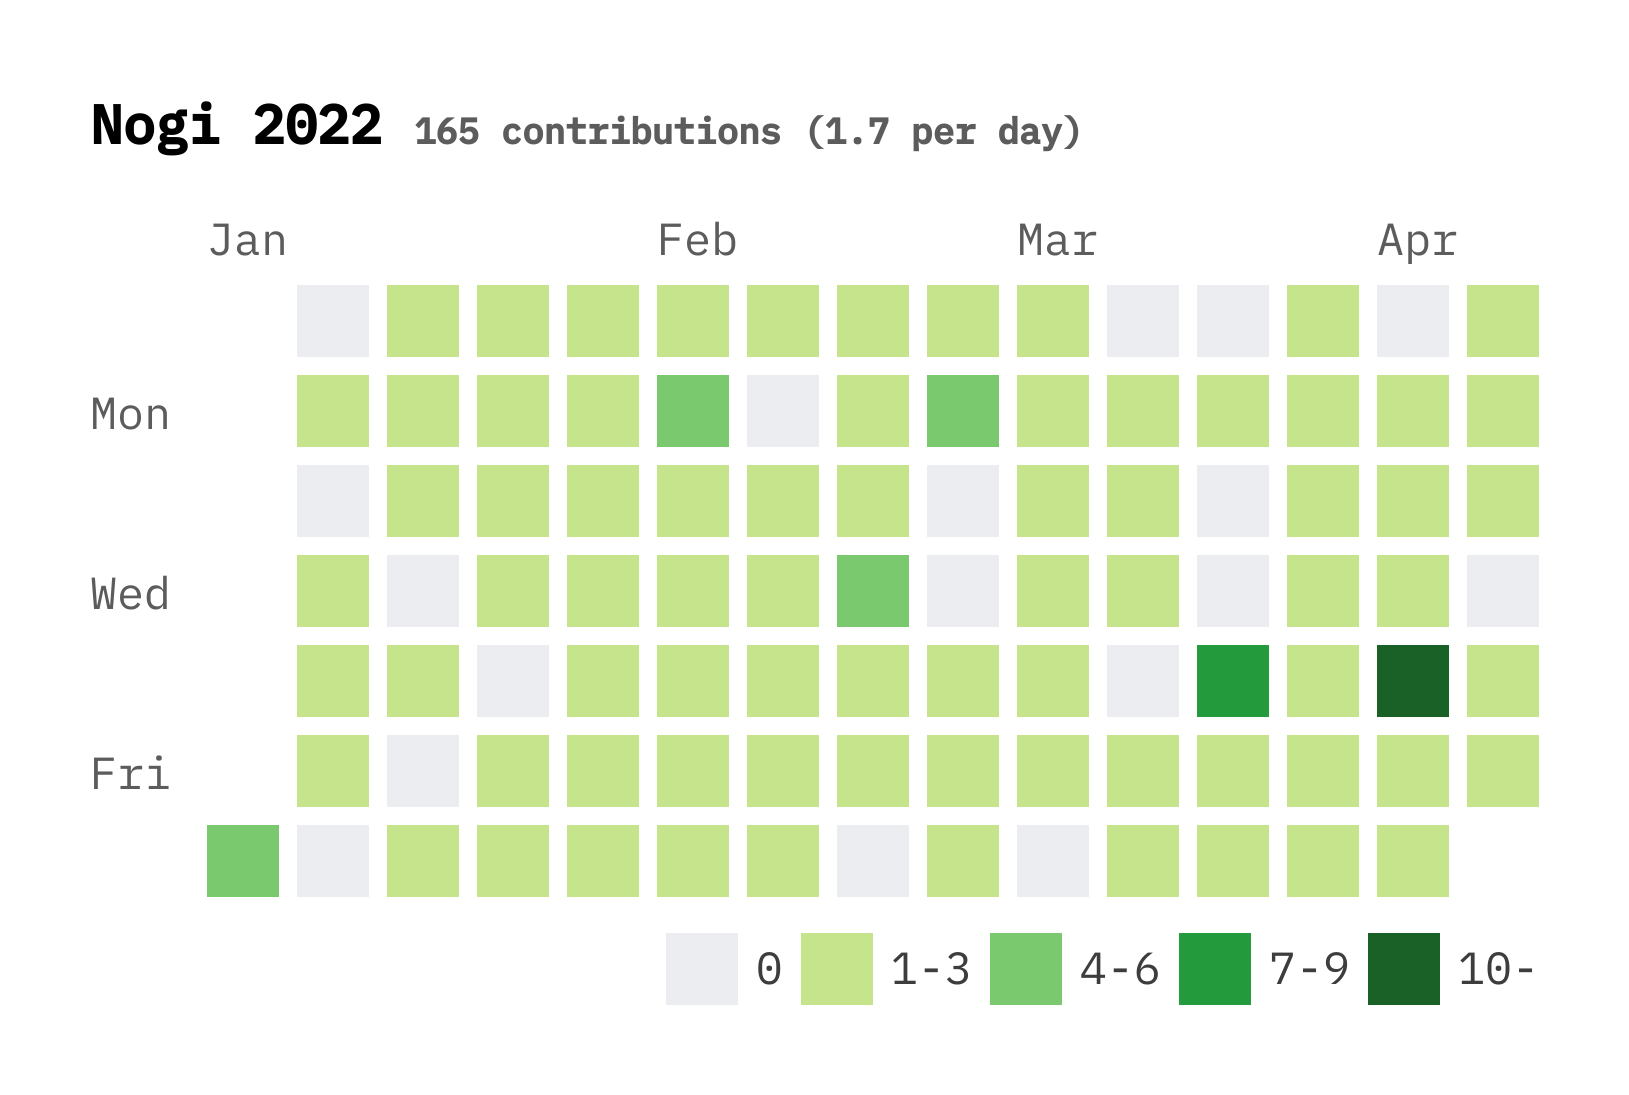 Nogi 2022 165 contributions (1.7 per day)
Jan Feb Mar Apr
Mon
Wed
Fri
0 1-3 4-6 7-9 10-